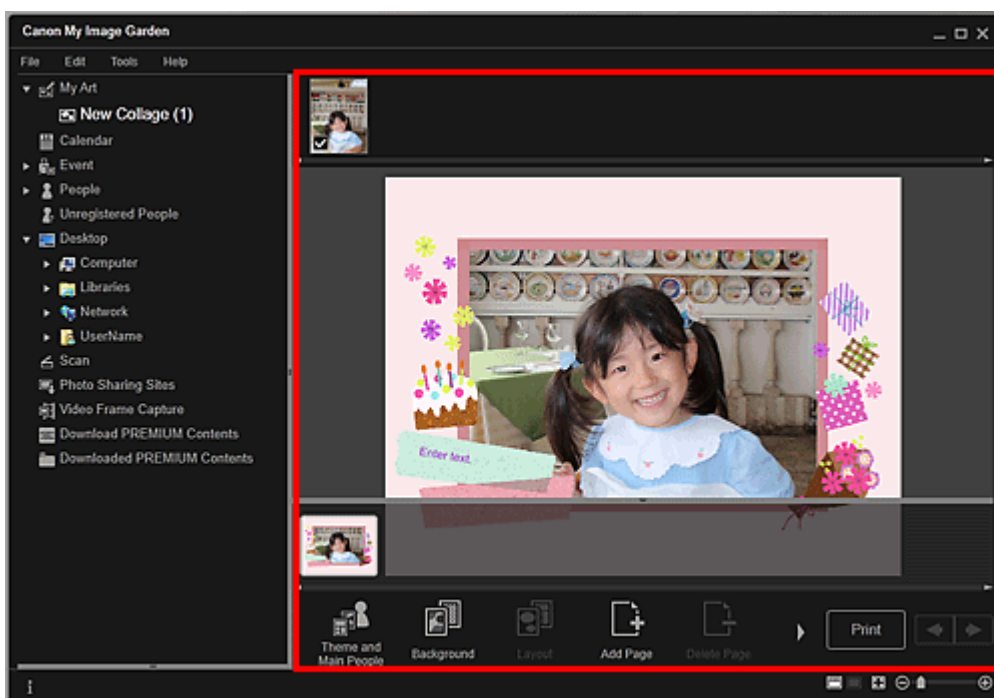 Canon My Image Garden
File Edit Tools Help
My Art
New Collage (1)
Calendar
Event
People
Unregistered People
Desktop
Computer
Libraries
Network
UserName
Scan
Photo Sharing Sites
Video Frame Capture
Download PREMIUM Contents
Downloaded PREMIUM Contents
Enter text.
Theme and
Main People
Background
Layout
Add Page
Delete Page
Print